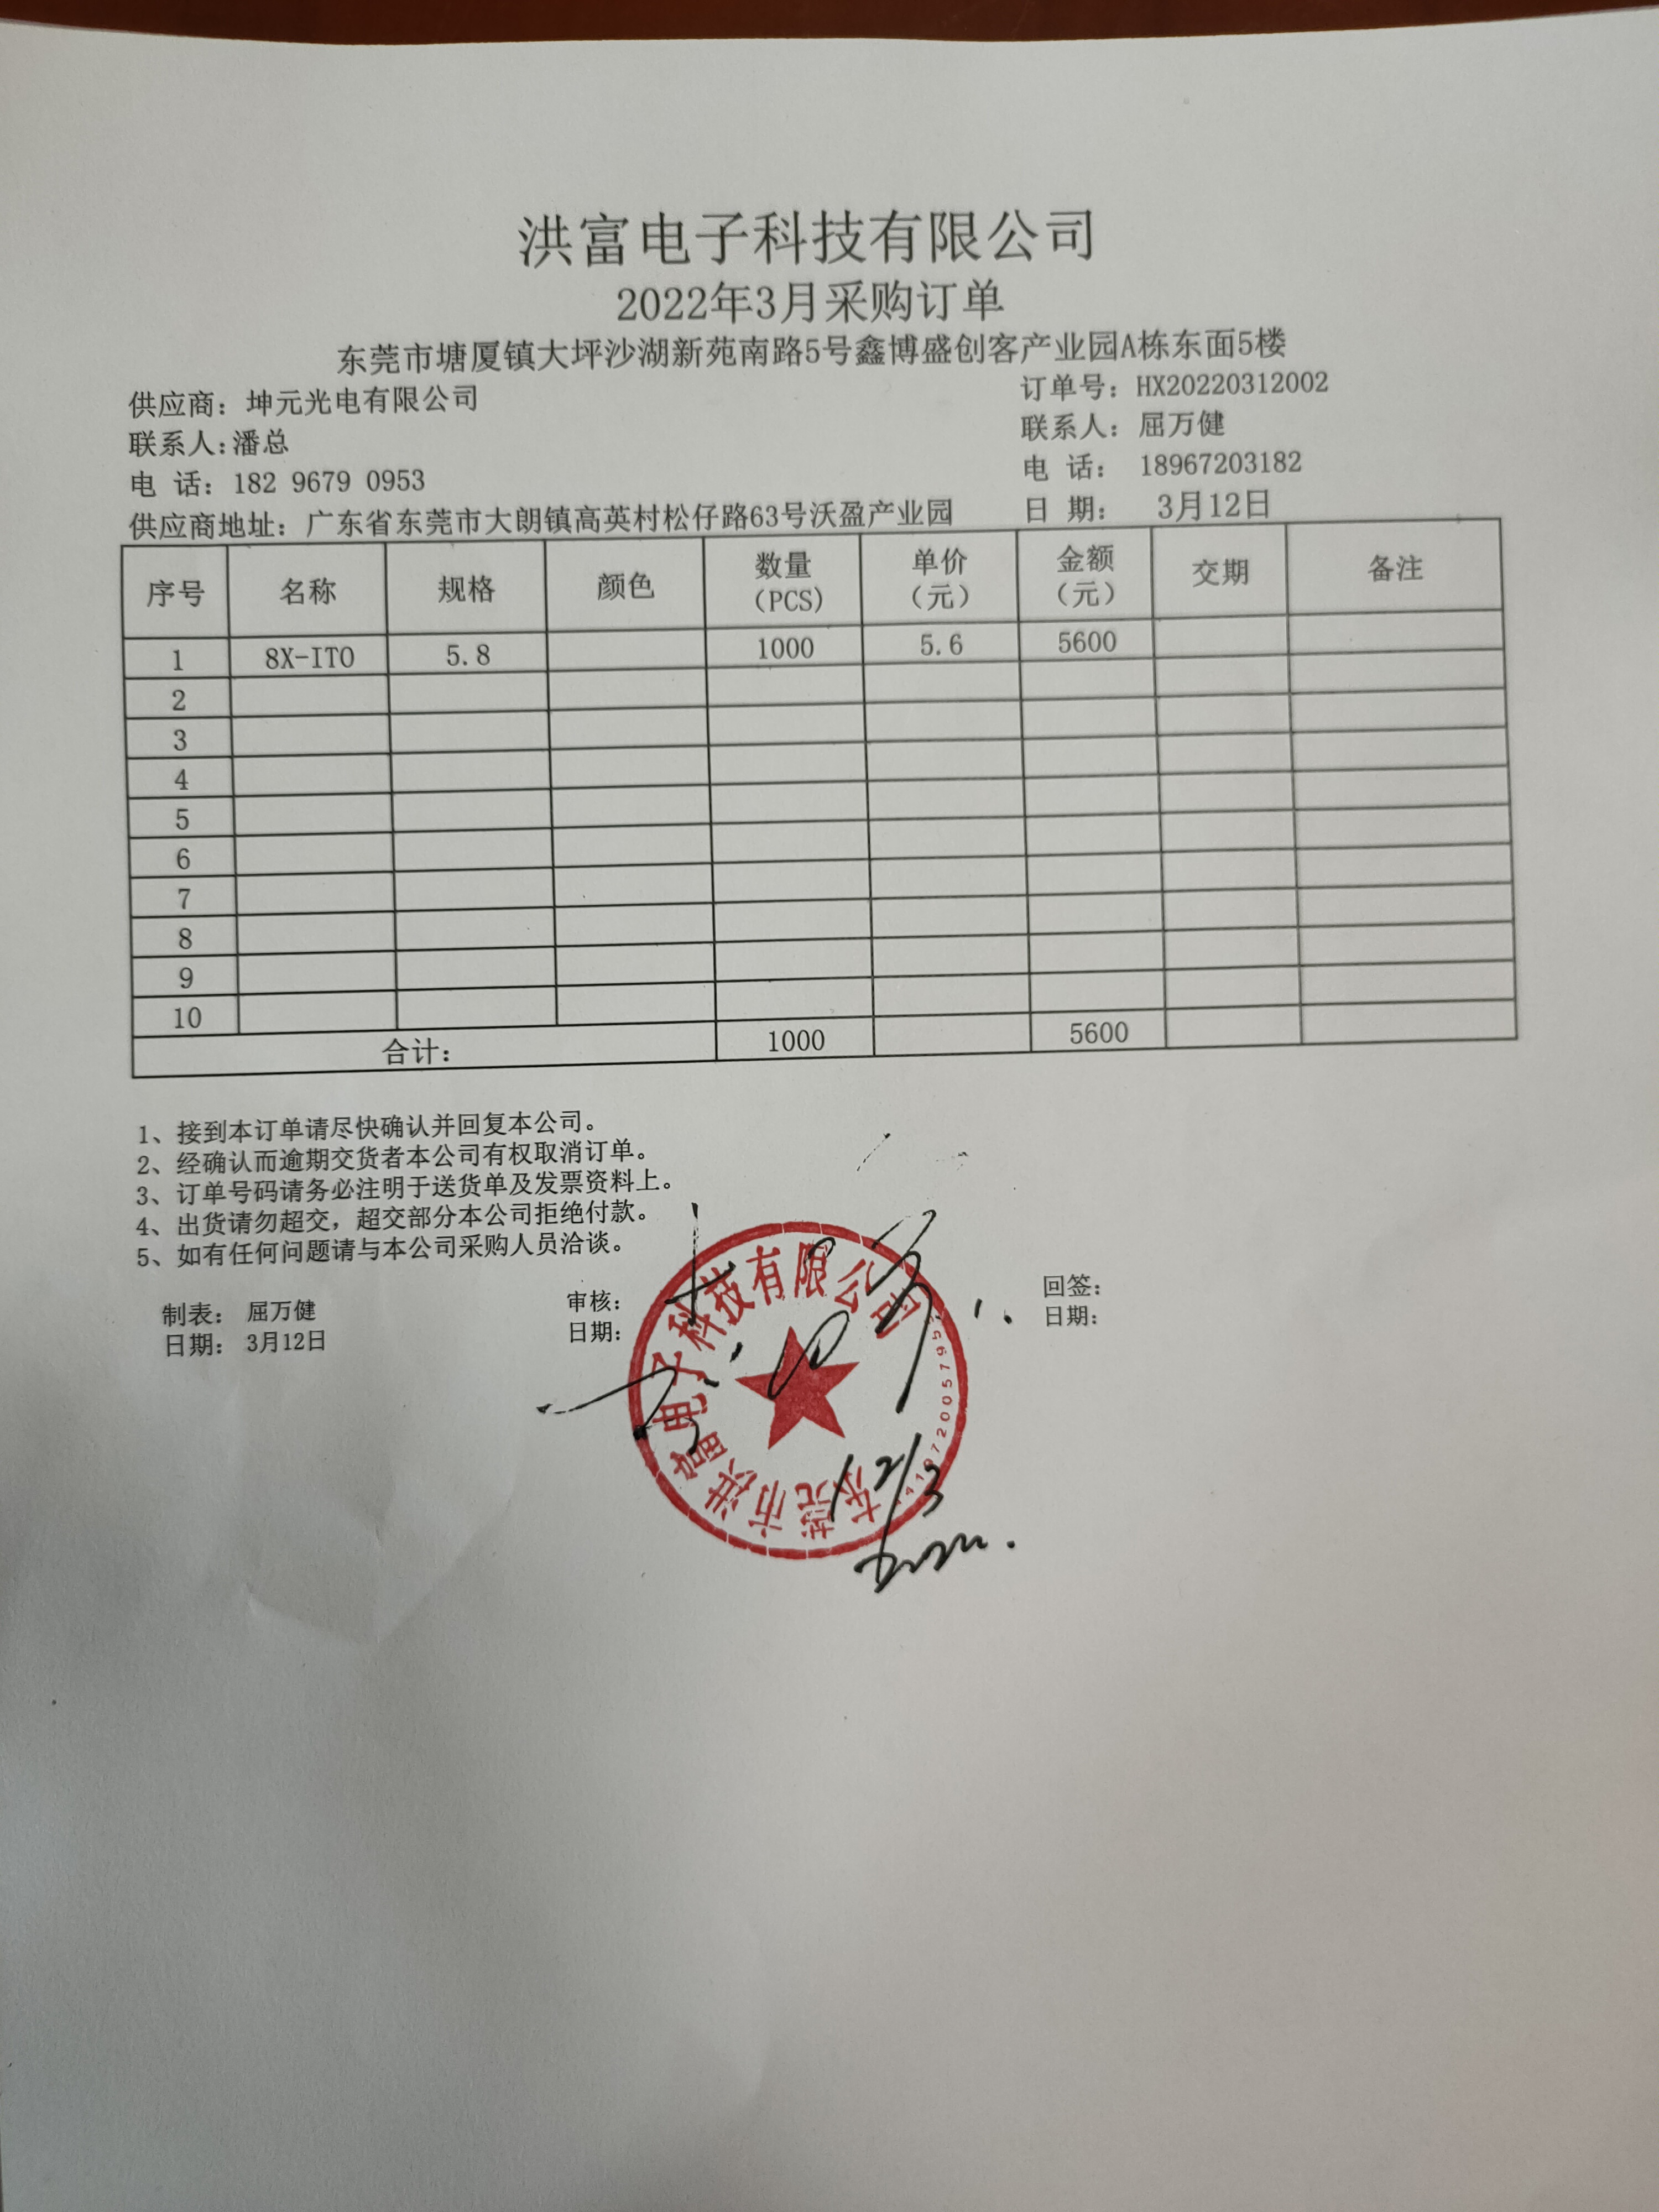 洪富电子科技有限公司
2022年3月采购订单
东莞市塘厦镇大坪沙湖新苑南路5号鑫博盛创客产业园A栋东面5楼
供应商：坤元光电有限公司 订单号：HX20220312002
联系人：潘总 联系人：屈万健
电 话：182 9679 0953 电 话： 18967203182
供应商地址：广东省东莞市大朗镇高英村松仔路63号沃盈产业园 日 期： 3月12日
序号 名称 规格 颜色 数量（PCS） 单价（元） 金额（元） 交期 备注
1 8X-ITO 5.8 1000 5.6 5600
2
3
4
5
6
7
8
9
10
合计： 1000 5600
1、接到本订单请尽快确认并回复本公司。
2、经确认而逾期交货者本公司有权取消订单。
3、订单号码请务必注明于送货单及发票资料上。
4、出货请勿超交，超交部分本公司拒绝付款。
5、如有任何问题请与本公司采购人员洽谈。
制表： 屈万健 审核： 回签：
日期： 3月12日 日期： 日期：
东莞市洪富电子科技有限公司
12/3